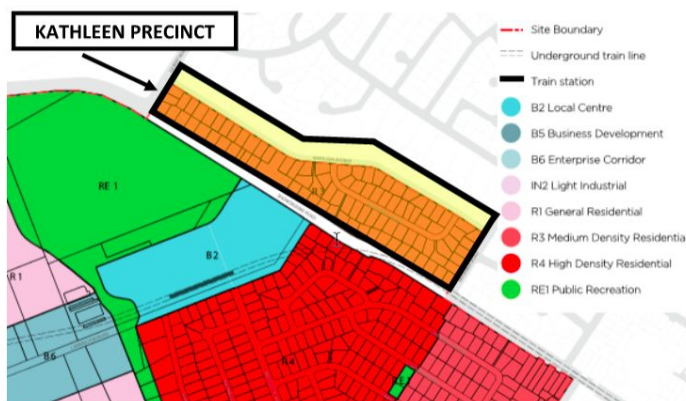 KATHLEEN PRECINCT
Site Boundary
Underground train line
Train station
B2 Local Centre
B5 Business Development
B6 Enterprise Corridor
IN2 Light Industrial
R1 General Residential
R3 Medium Density Residentia
R4 High Density Residential
RE1 Public Recreation
RE 1
R3
B2
R1
B6
R4